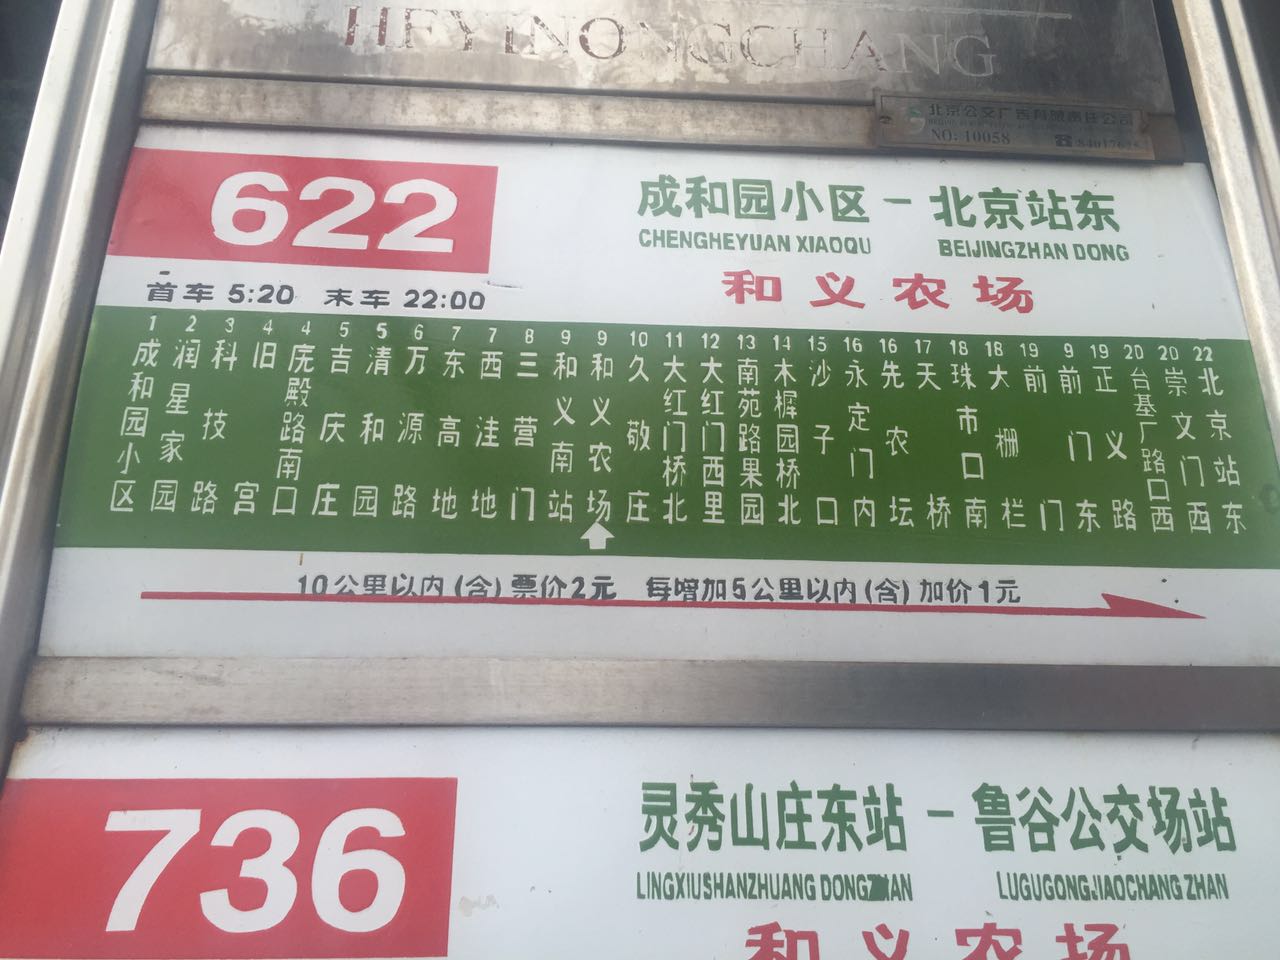 HEYINONGCHANG
北京公交广告有限责任公司
NO:10058 ☎84017628
622
成和园小区 - 北京站东
CHENGHEYUAN XIAOQU BEIJINGZHAN DONG
首车 5:20 末车 22:00
和义农场
1 成和园小区
2 润星家园
3 科技路
4 旧宫
4 庑殿路南口
5 吉庆庄
5 清和园
6 万源路
7 东高地
7 西洼地
8 三营门
9 和义南站
9 和义农场
10 久敬庄
11 大红门桥北
12 大红门西里
13 南苑路果园
14 木樨园桥北
15 沙子口
16 永定门内
16 先农坛
17 天桥
18 珠市口南
18 大栅栏
19 前门
9 前门东
19 正义路
20 台基厂路口西
20 崇文门西
22 北京站东
10公里以内(含)票价2元 每增加5公里以内(含)加价1元
736
灵秀山庄东站 - 鲁谷公交场站
LINGXIUSHANZHUANG DONGZHAN LUGUGONGJIAOCHANG ZHAN
和义农场